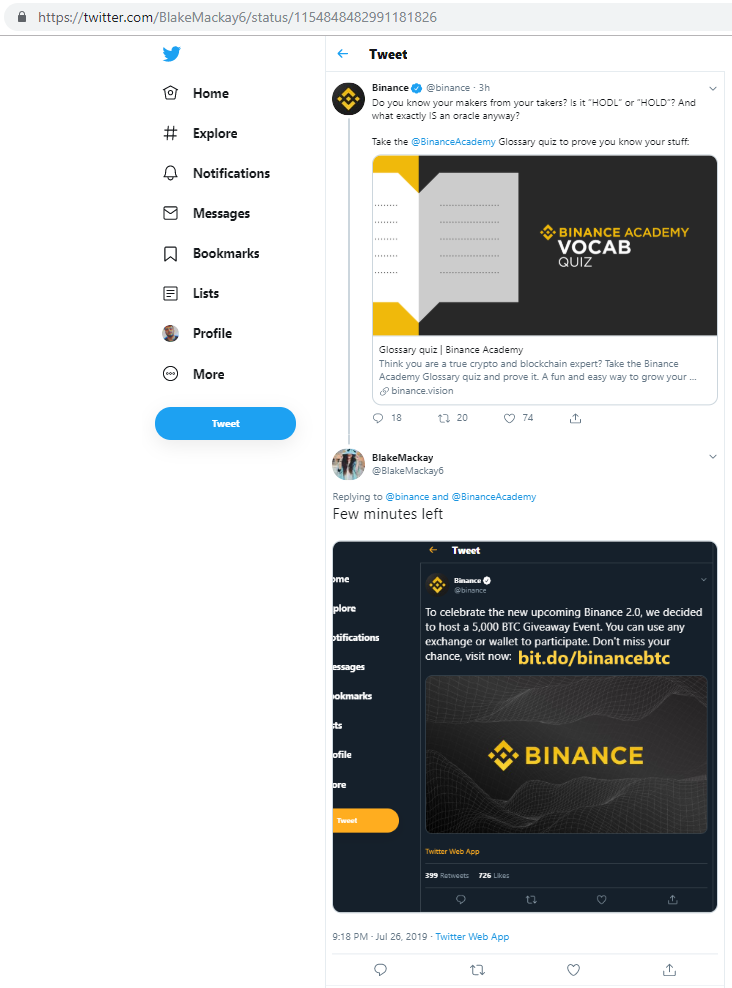 https://twitter.com/BlakeMackay6/status/1154848482991181826
Home
Explore
Notifications
Messages
Bookmarks
Lists
Profile
More
Tweet
Tweet
Binance @binance · 3h
Do you know your makers from your takers? Is it "HODL" or "HOLD"? And
what exactly IS an oracle anyway?
Take the @BinanceAcademy Glossary quiz to prove you know your stuff:
BINANCE ACADEMY
VOCAB
QUIZ
Glossary quiz | Binance Academy
Think you are a true crypto and blockchain expert? Take the Binance
Academy Glossary quiz and prove it. A fun and easy way to grow your ...
binance.vision
18 20 74
BlakeMackay
@BlakeMackay6
Replying to @binance and @BinanceAcademy
Few minutes left
Tweet
ome
plore
otifications
essages
okmarks
sts
ofile
ore
Tweet
Binance
@binance
To celebrate the new upcoming Binance 2.0, we decided
to host a 5,000 BTC Giveaway Event. You can use any
exchange or wallet to participate. Don't miss your
chance, visit now: bit.do/binancebtc
BINANCE
Twitter Web App
399 Retweets 726 Likes
9:18 PM · Jul 26, 2019 · Twitter Web App